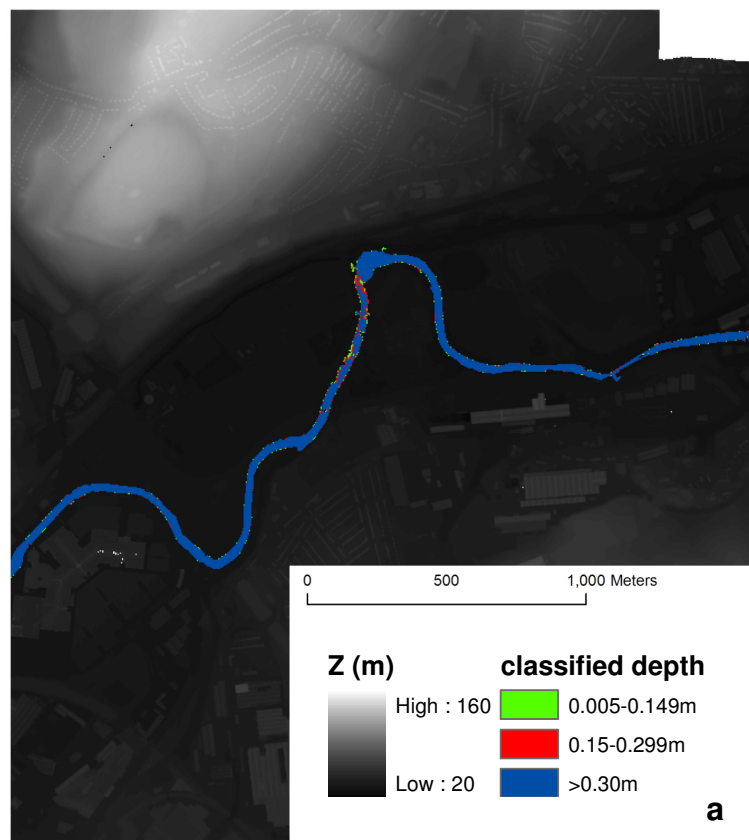 0 500 1,000 Meters
Z (m) classified depth
High : 160 0.005-0.149m
0.15-0.299m
Low : 20 >0.30m
a